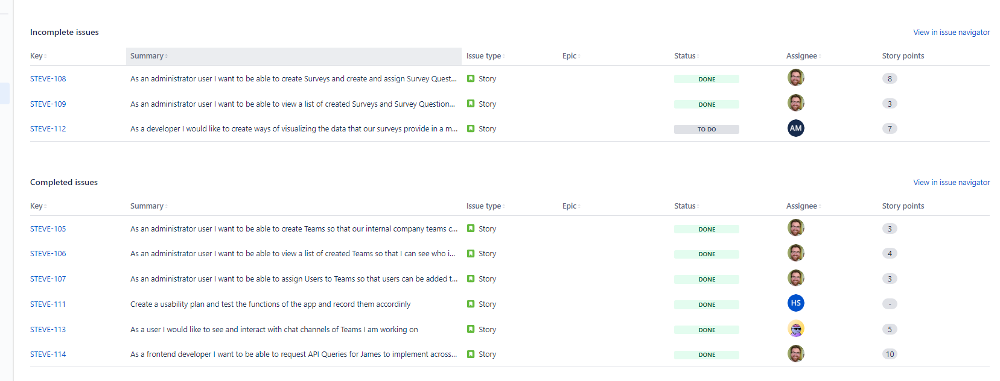 Incomplete issues View in issue navigator
Key Summary Issue type Epic Status Assignee Story points
STEVE-108 As an administrator user I want to be able to create Surveys and create and assign Survey Quest... Story DONE 8
STEVE-109 As an administrator user I want to be able to view a list of created Surveys and Survey Question... Story DONE 3
STEVE-112 As a developer I would like to create ways of visualizing the data that our surveys provide in a m... Story TO DO AM 7
Completed issues View in issue navigator
Key Summary Issue type Epic Status Assignee Story points
STEVE-105 As an administrator user I want to be able to create Teams so that our internal company teams c... Story DONE 3
STEVE-106 As an administrator user I want to be able to view a list of created Teams so that I can see who i... Story DONE 4
STEVE-107 As an administrator user I want to be able to assign Users to Teams so that users can be added t... Story DONE 3
STEVE-111 Create a usability plan and test the functions of the app and record them accordinly Story DONE HS -
STEVE-113 As a user I would like to see and interact with chat channels of Teams I am working on Story DONE 5
STEVE-114 As a frontend developer I want to be able to request API Queries for James to implement across... Story DONE 10